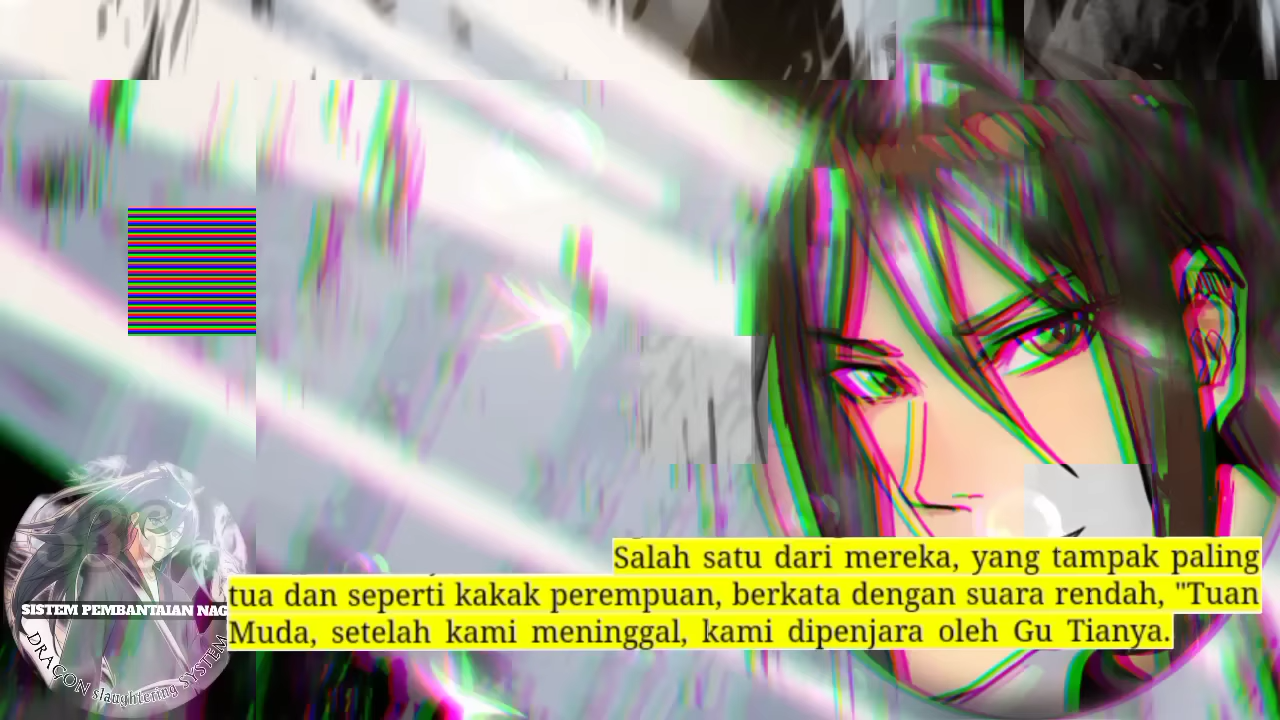 Salah satu dari mereka, yang tampak paling
tua dan seperti kakak perempuan, berkata dengan suara rendah, "Tuan
Muda, setelah kami meninggal, kami dipenjara oleh Gu Tianya.
SISTEM PEMBANTAIAN NAG
DRAGON slaughtering SYSTEM